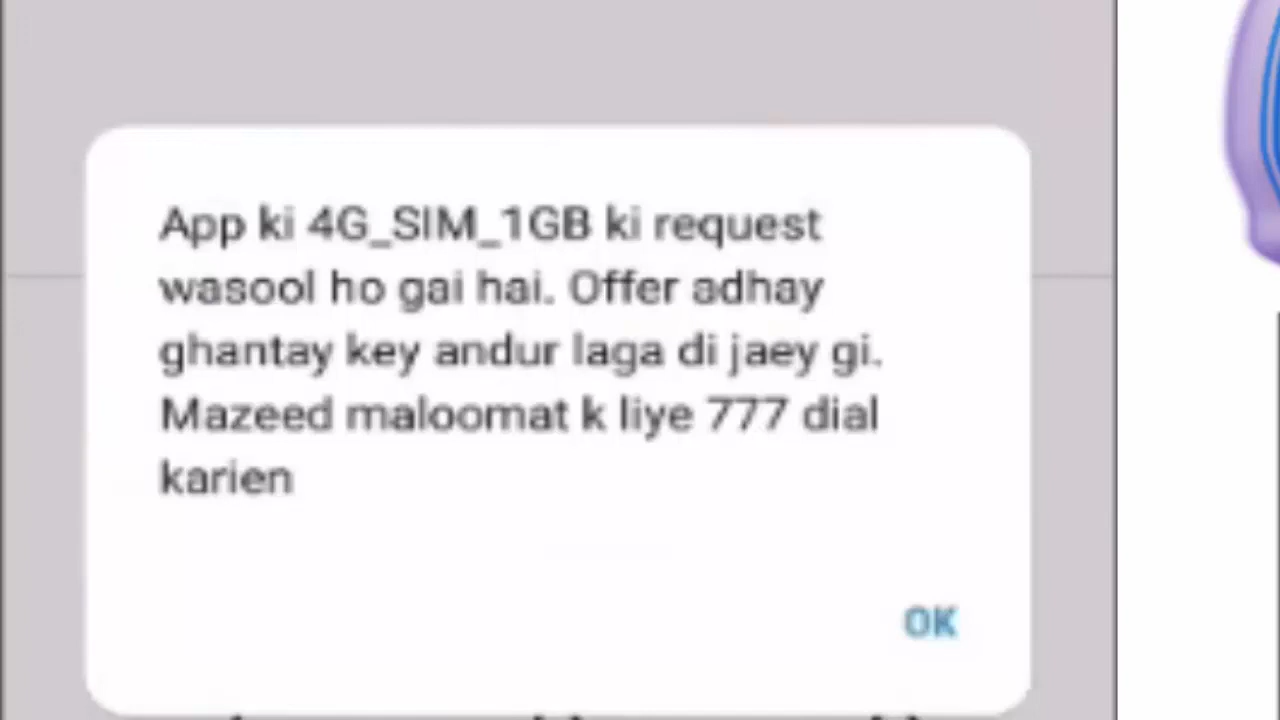 App ki 4G_SIM_1GB ki request
wasool ho gai hai. Offer adhay
ghantay key andur laga di jaey gi.
Mazeed maloomat k liye 777 dial
karien
OK